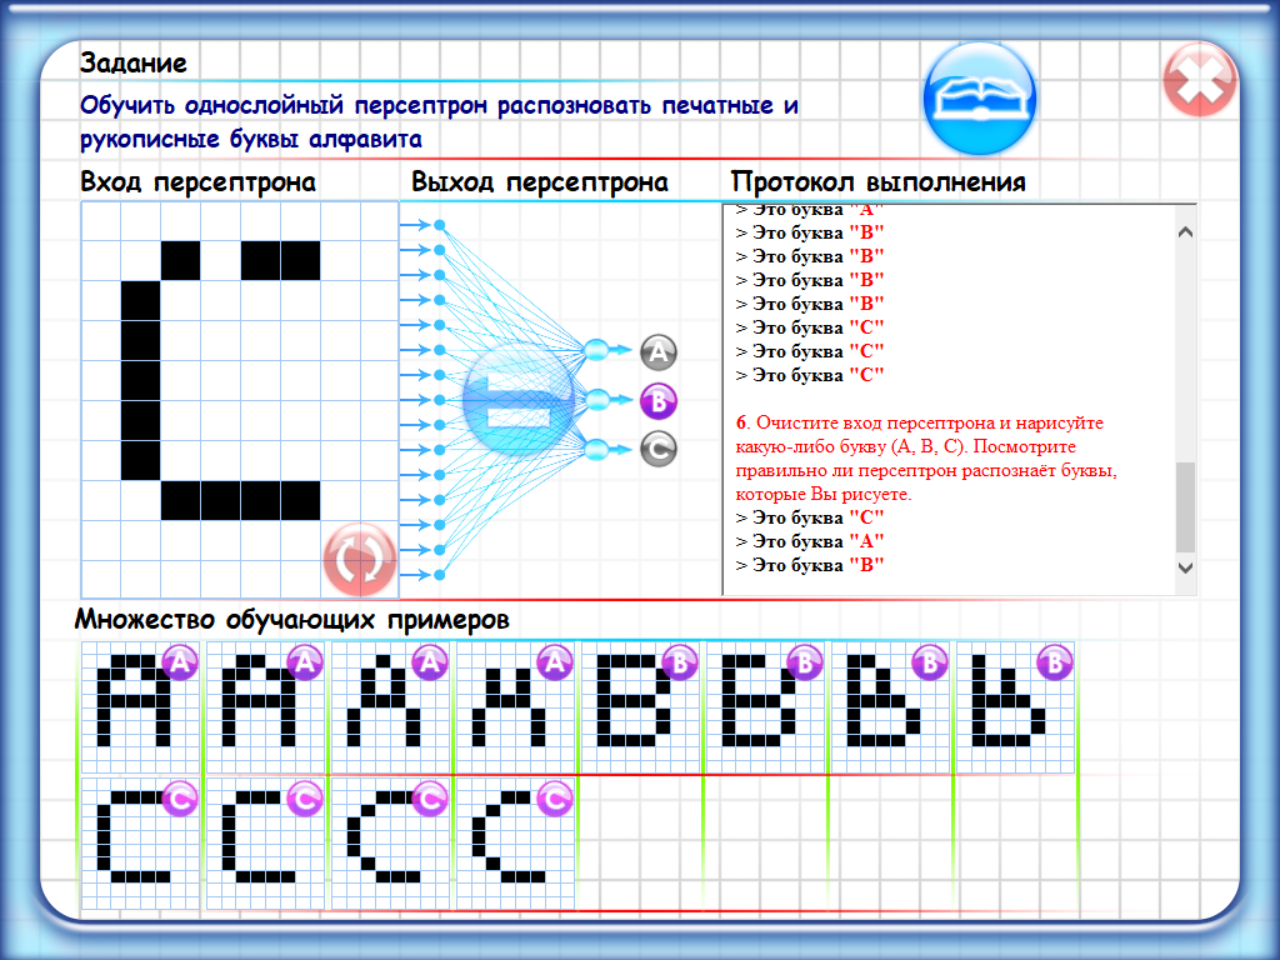 Задание
Обучить однослойный персептрон распозновать печатные и
рукописные буквы алфавита
Вход персептрона
Выход персептрона
Протокол выполнения
A
B
C
> Это буква "A"
> Это буква "B"
> Это буква "B"
> Это буква "B"
> Это буква "B"
> Это буква "C"
> Это буква "C"
> Это буква "C"
6. Очистите вход персептрона и нарисуйте
какую-либо букву (A, B, C). Посмотрите
правильно ли персептрон распознаёт буквы,
которые Вы рисуете.
> Это буква "C"
> Это буква "A"
> Это буква "B"
Множество обучающих примеров
A A A A B B B B
C C C C